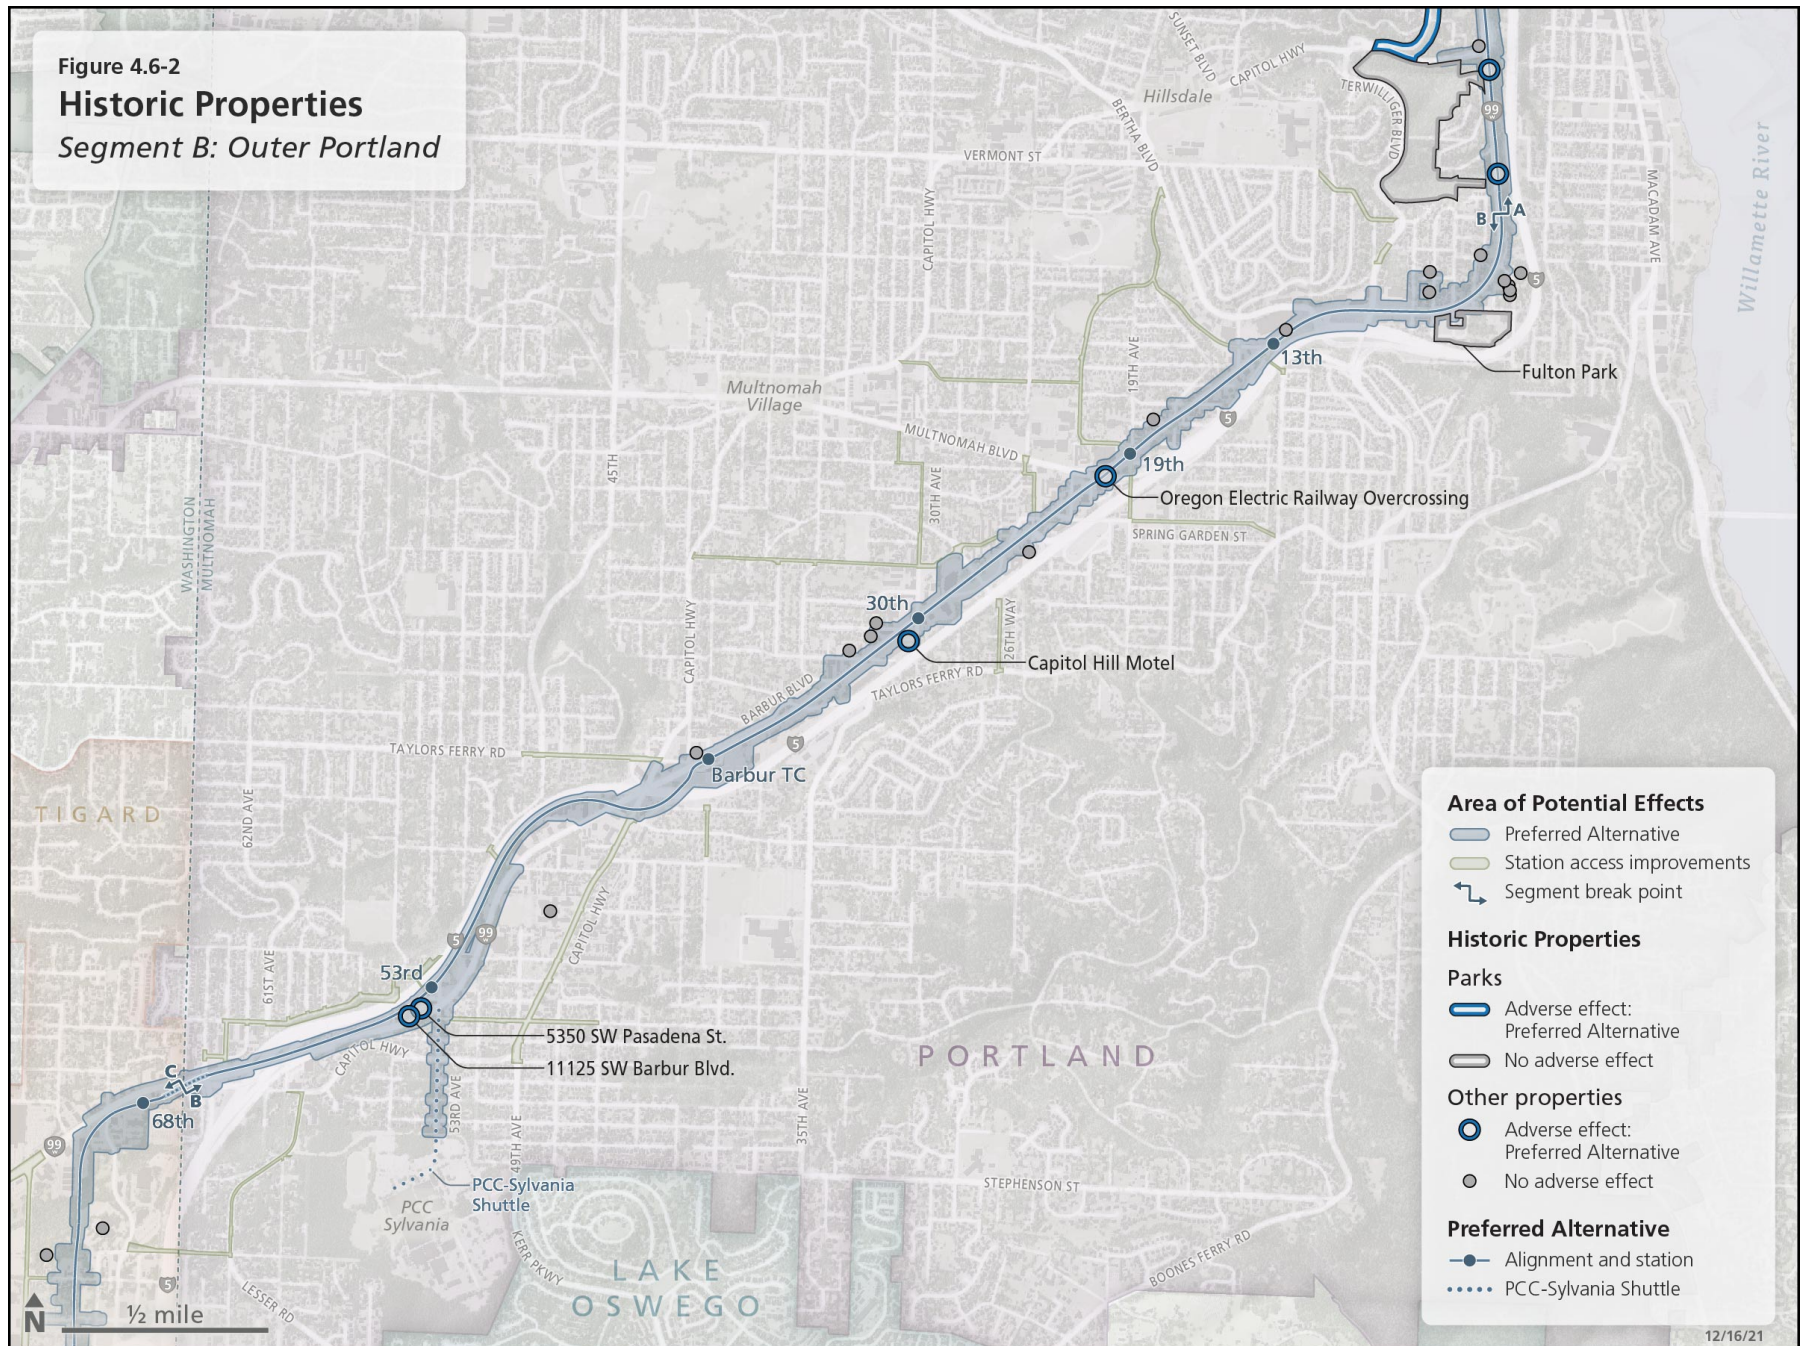 Figure 4.6-2
Historic Properties
Segment B: Outer Portland
SUNSET BLVD
CAPITOL HWY
Hillsdale
TERWILLIGER BLVD
99
W
BERTHA BLVD
VERMONT ST
CAPITOL HWY
MACADAM AVE
Willamette River
B
A
5
13th
Fulton Park
19TH AVE
Multnomah
Village
5
MULTNOMAH BLVD
45TH
30TH AVE
19th
Oregon Electric Railway Overcrossing
SPRING GARDEN ST
WASHINGTON
MULTNOMAH
30th
26TH WAY
CAPITOL HWY
Capitol Hill Motel
TAYLORS FERRY RD
BARBUR BLVD
TAYLORS FERRY RD
5
Barbur TC
TIGARD
62ND AVE
CAPITOL HWY
5
99
W
53rd
61ST AVE
5350 SW Pasadena St.
11125 SW Barbur Blvd.
CAPITOL HWY
PORTLAND
C
B
68th
53RD AVE
49TH AVE
35TH AVE
99
W
PCC-Sylvania
Shuttle
PCC
Sylvania
STEPHENSON ST
KERR PKWY
LAKE
OSWEGO
BOONES FERRY RD
5
LESSER RD
N
½ mile
Area of Potential Effects
Preferred Alternative
Station access improvements
Segment break point
Historic Properties
Parks
Adverse effect:
Preferred Alternative
No adverse effect
Other properties
Adverse effect:
Preferred Alternative
No adverse effect
Preferred Alternative
Alignment and station
PCC-Sylvania Shuttle
12/16/21